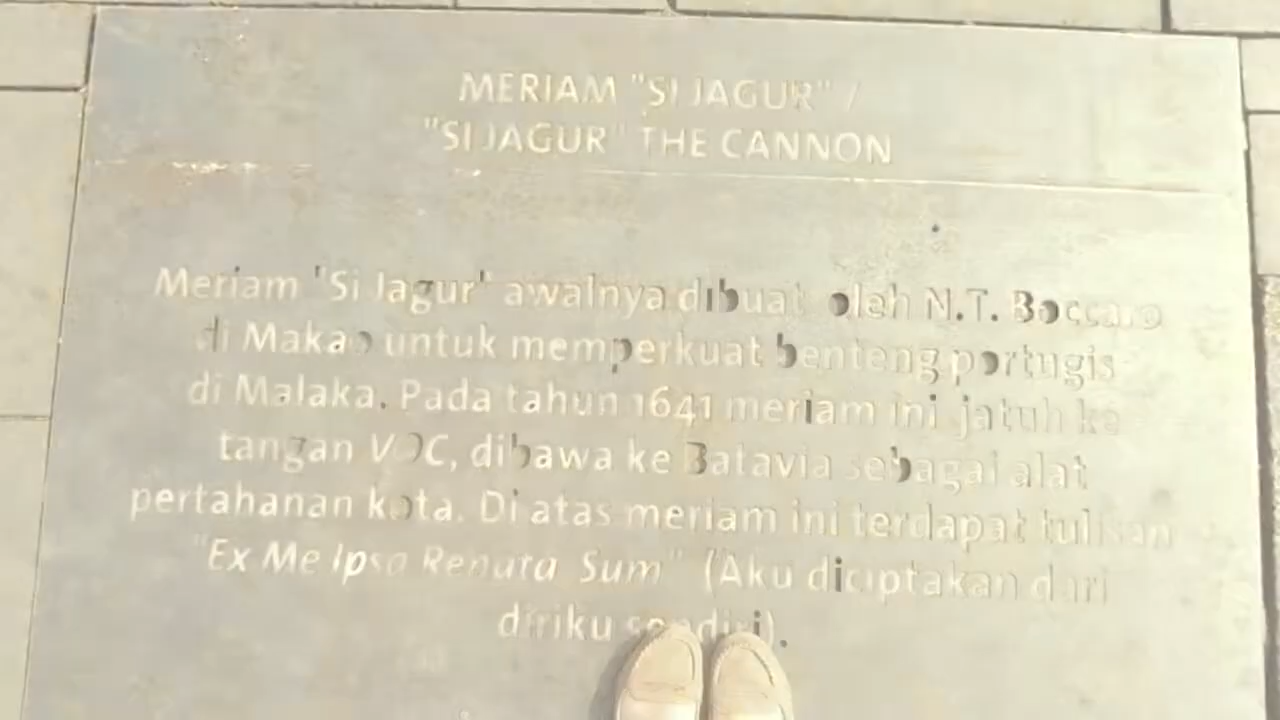 MERIAM "SI JAGUR" /
"SI JAGUR" THE CANNON
Meriam "Si Jagur" awalnya dibuat oleh N.T. Boccaro
di Makao untuk memperkuat benteng portugis
di Malaka. Pada tahun 1641 meriam ini jatuh ke
tangan VOC, dibawa ke Batavia sebagai alat
pertahanan kota. Di atas meriam ini terdapat tulisan
"Ex Me Ipsa Renata Sum" (Aku diciptakan dari
diriku sendiri).